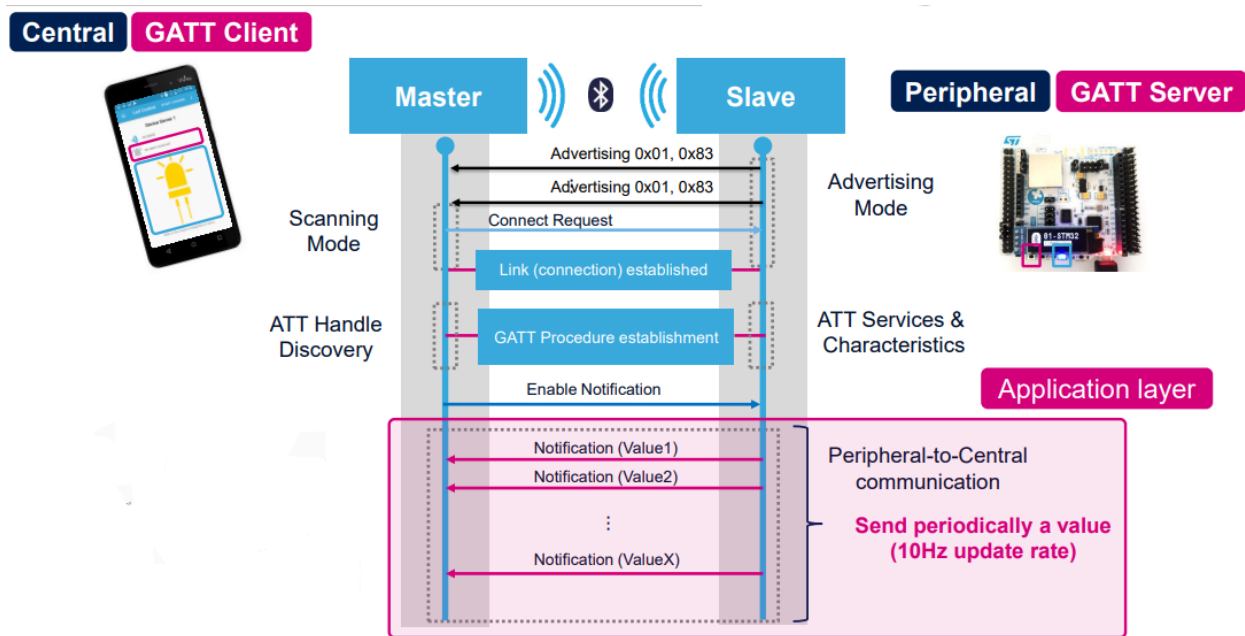 Central GATT Client
Master
Slave
Peripheral GATT Server
Advertising 0x01, 0x83
Advertising 0x01, 0x83
Connect Request
Scanning
Mode
Advertising
Mode
Link (connection) established
ATT Handle
Discovery
GATT Procedure establishment
ATT Services &
Characteristics
Enable Notification
Application layer
Notification (Value1)
Notification (Value2)
⋮
Notification (ValueX)
Peripheral-to-Central
communication
Send periodically a value
(10Hz update rate)
01-STM32